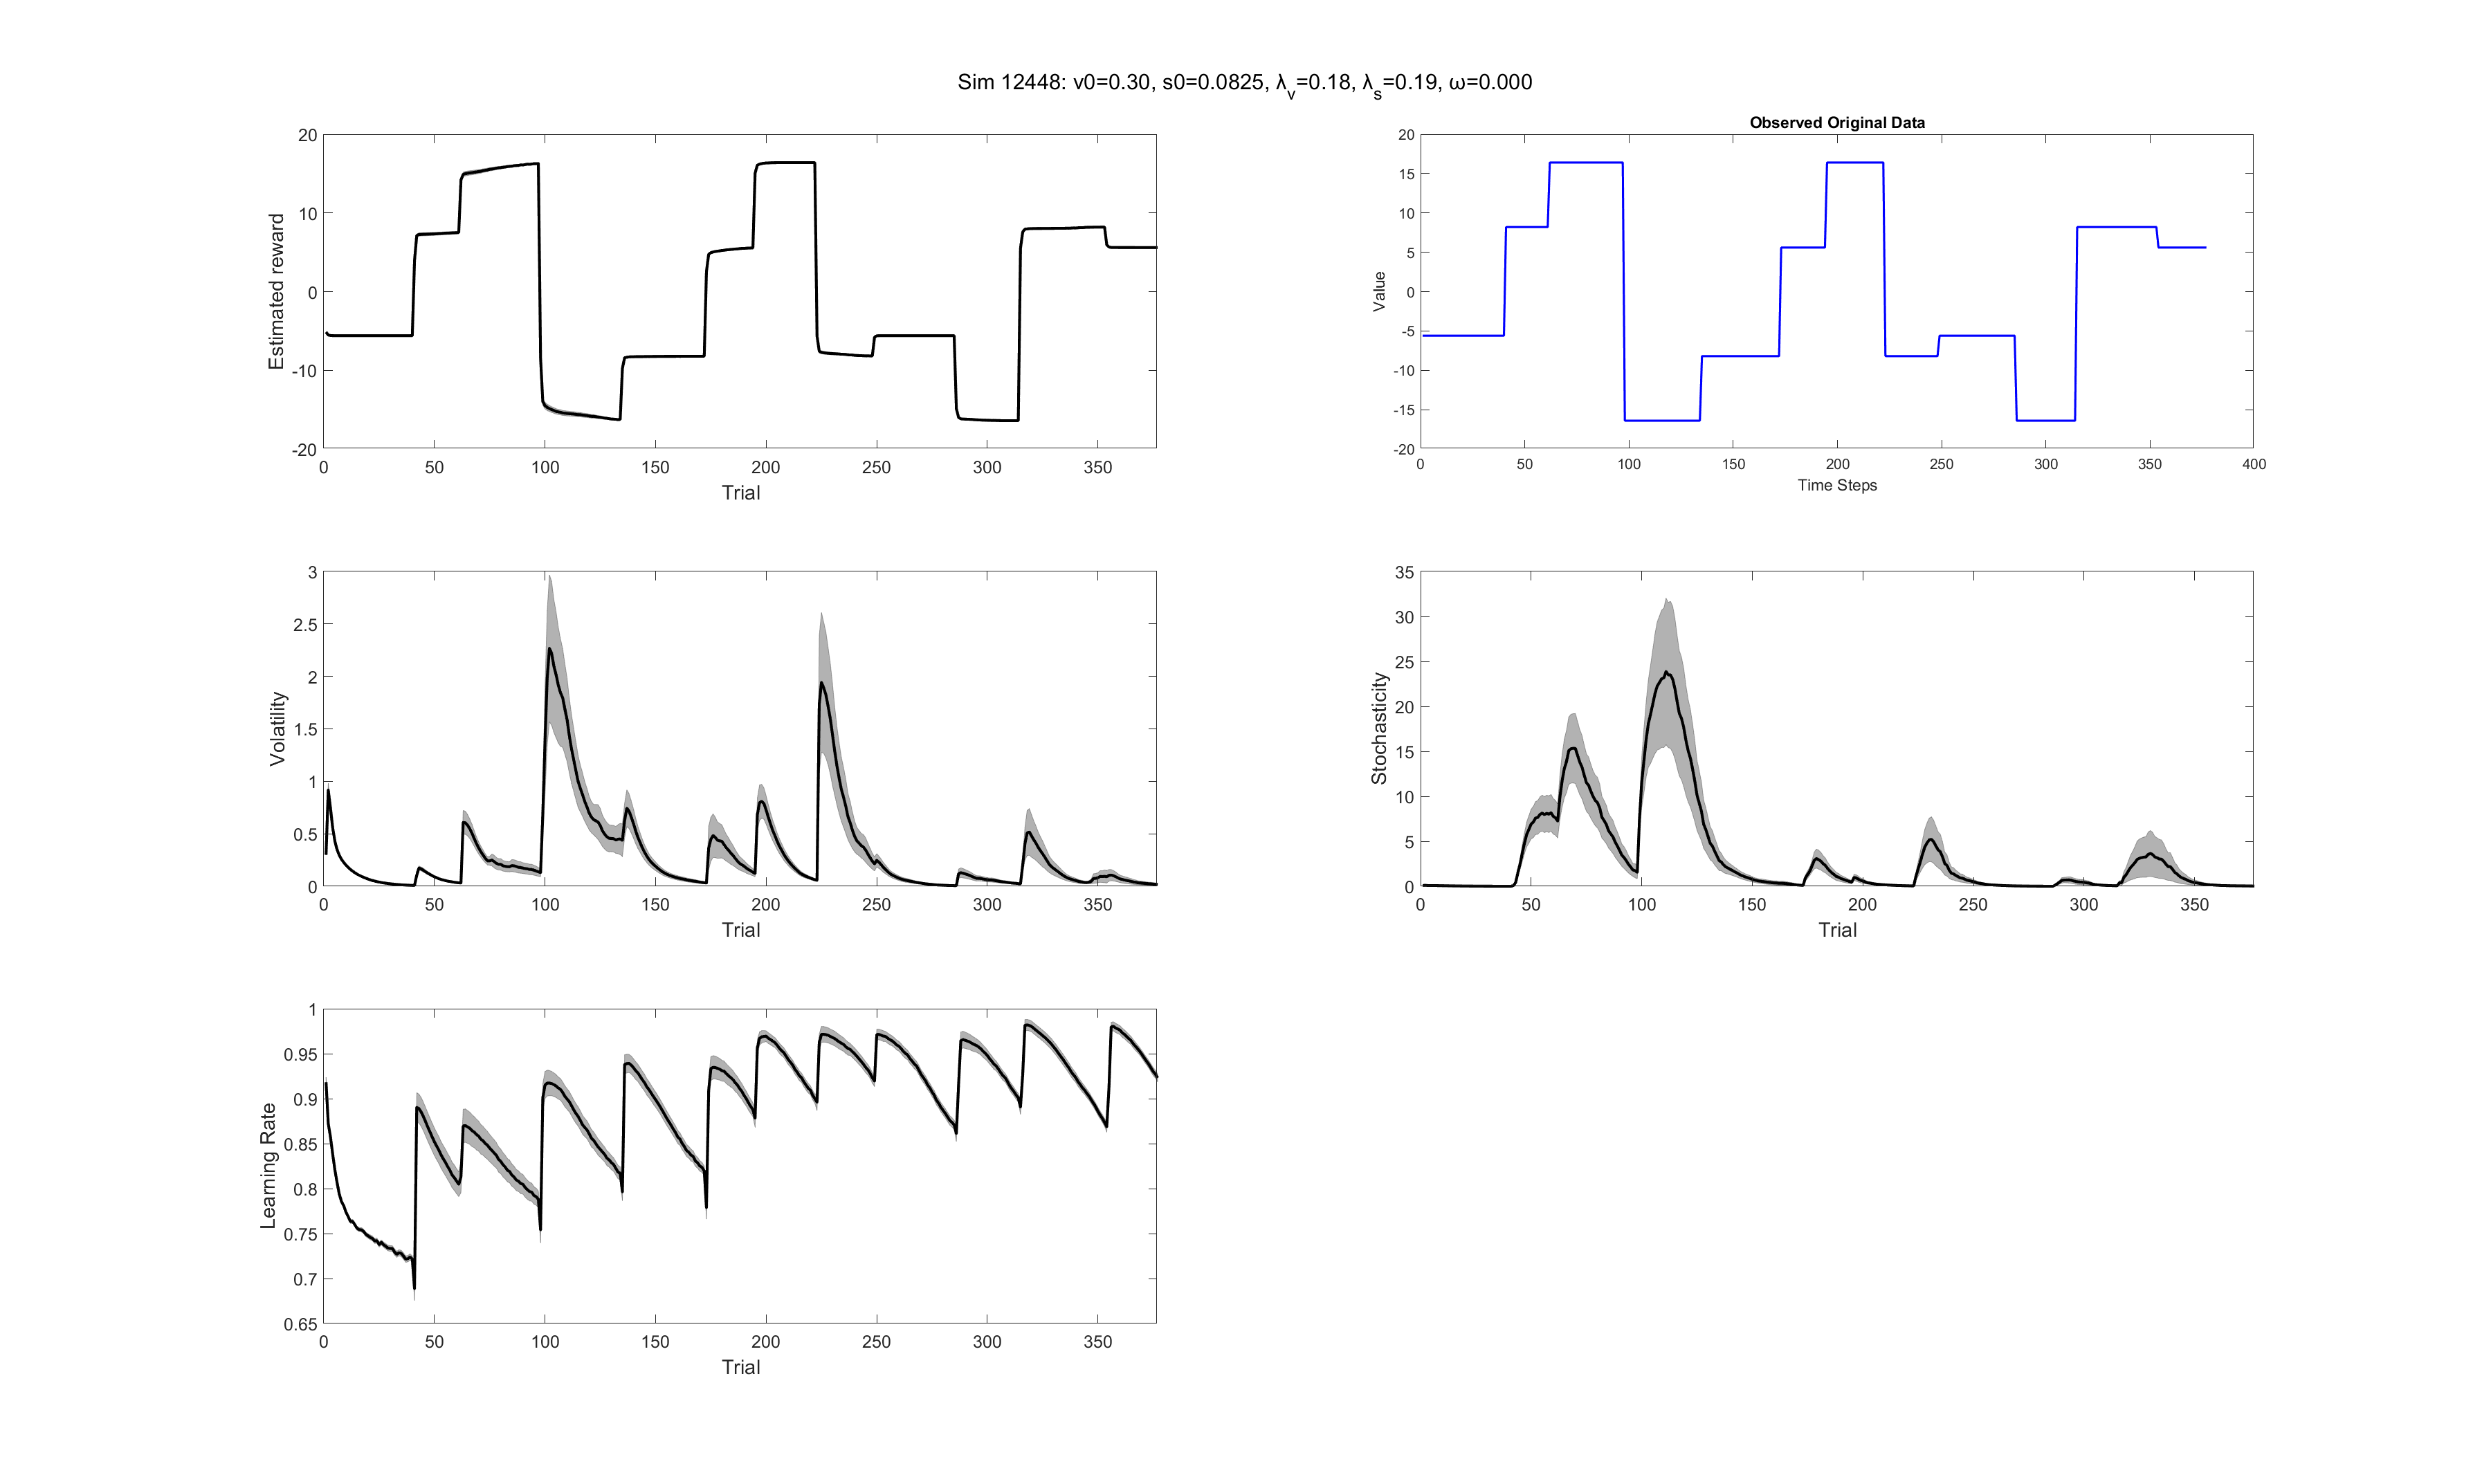 Sim 12448: v0=0.30, s0=0.0825, λv=0.18, λs=0.19, ω=0.000
20
10
0
-10
-20
Estimated reward
0 50 100 150 200 250 300 350
Trial
Observed Original Data
20
15
10
5
0
-5
-10
-15
-20
Value
0 50 100 150 200 250 300 350 400
Time Steps
3
2.5
2
1.5
1
0.5
0
Volatility
0 50 100 150 200 250 300 350
Trial
35
30
25
20
15
10
5
0
Stochasticity
0 50 100 150 200 250 300 350
Trial
1
0.95
0.9
0.85
0.8
0.75
0.7
0.65
Learning Rate
0 50 100 150 200 250 300 350
Trial